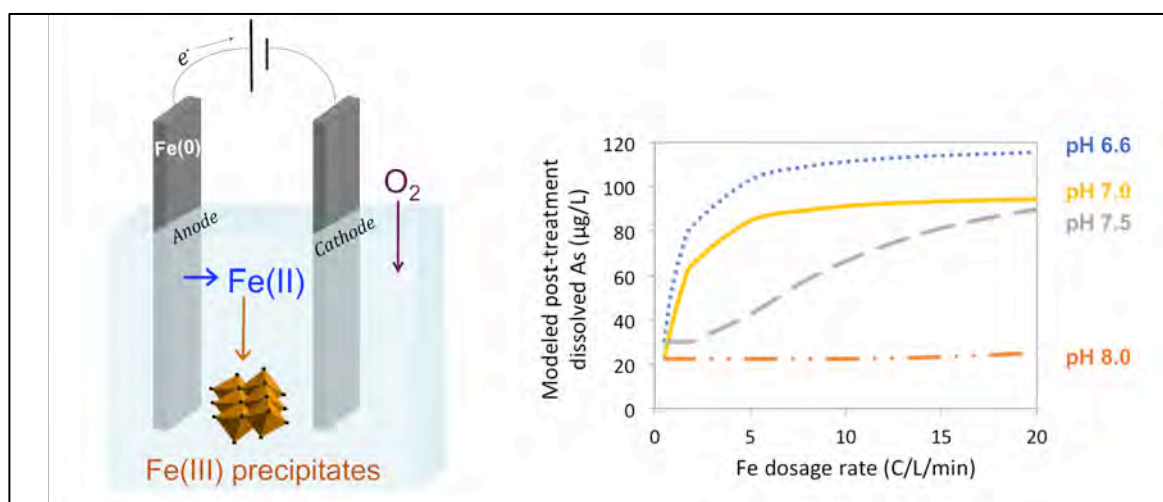 e⁻
Fe(0)
Anode
Cathode
O₂
Fe(II)
Fe(III) precipitates
Modeled post-treatment
dissolved As (µg/L)
120
100
80
60
40
20
0
0 5 10 15 20
Fe dosage rate (C/L/min)
pH 6.6
pH 7.0
pH 7.5
pH 8.0